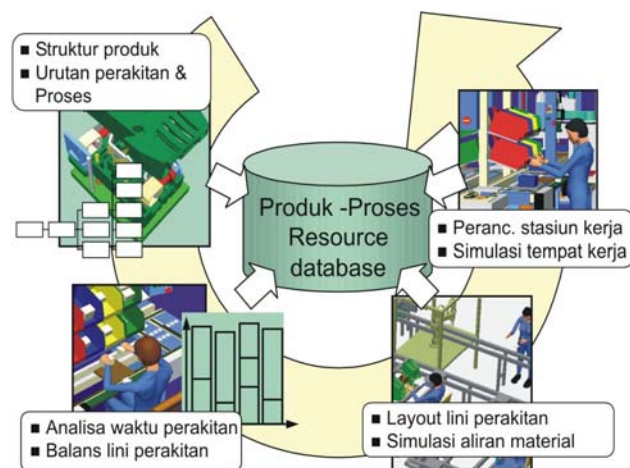 ■ Struktur produk
■ Urutan perakitan &
Proses
Produk -Proses
Resource
database
■ Peranc. stasiun kerja
■ Simulasi tempat kerja
■ Analisa waktu perakitan
■ Balans lini perakitan
■ Layout lini perakitan
■ Simulasi aliran material